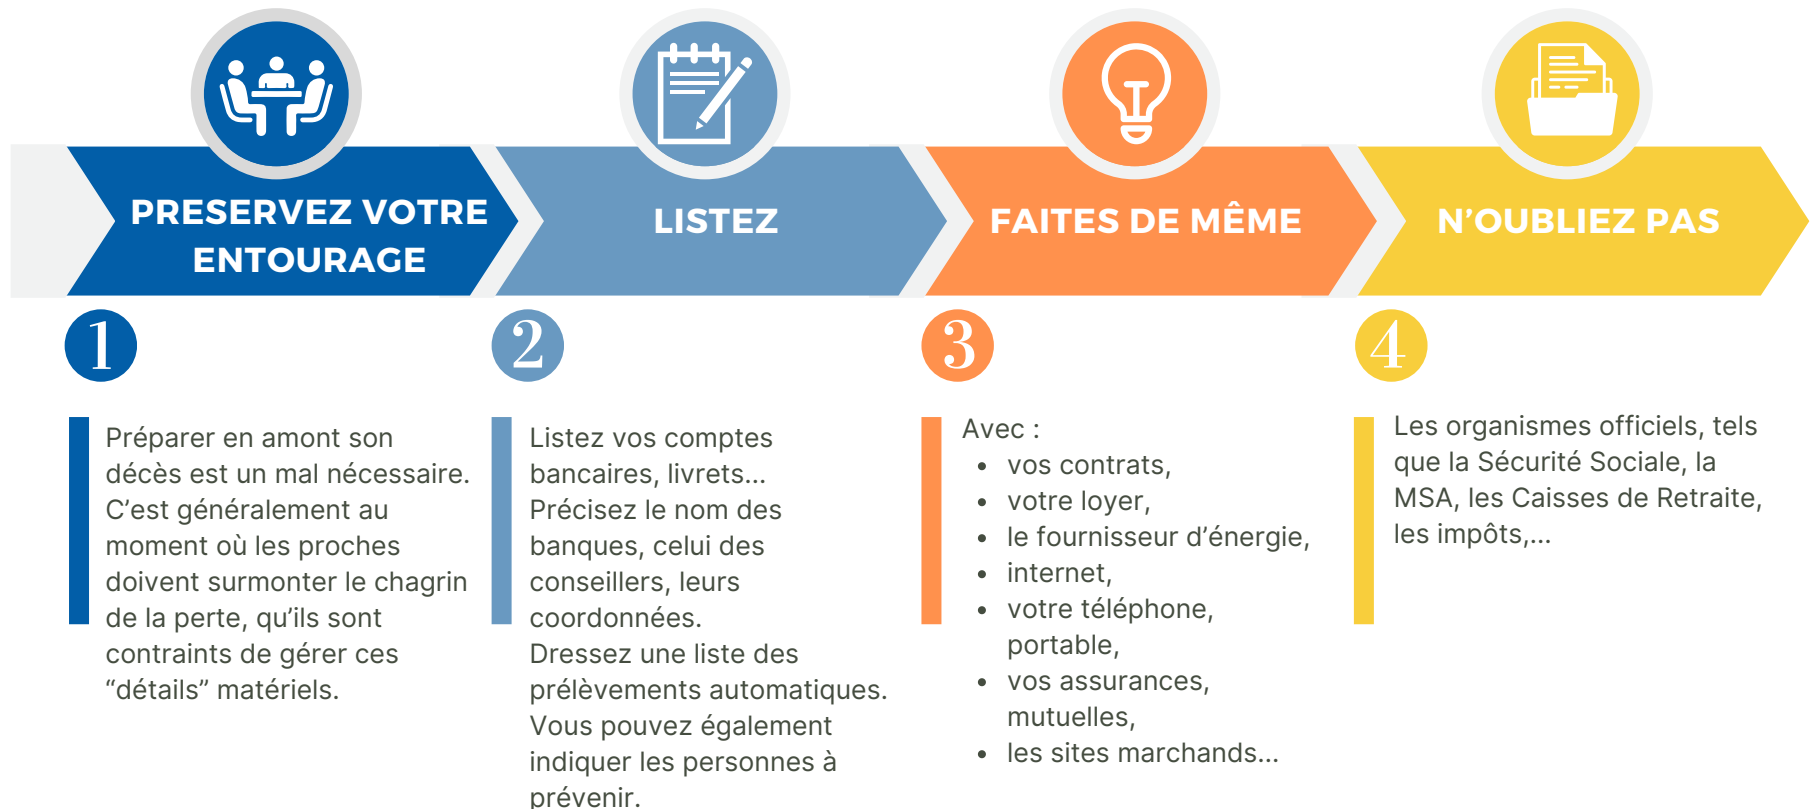 PRESERVEZ VOTRE
ENTOURAGE
LISTEZ
FAITES DE MÊME
N'OUBLIEZ PAS
1
Préparer en amont son
décès est un mal nécessaire.
C'est généralement au
moment où les proches
doivent surmonter le chagrin
de la perte, qu'ils sont
contraints de gérer ces
“détails” matériels.
2
Listez vos comptes
bancaires, livrets...
Précisez le nom des
banques, celui des
conseillers, leurs
coordonnées.
Dressez une liste des
prélèvements automatiques.
Vous pouvez également
indiquer les personnes à
prévenir.
3
Avec :
• vos contrats,
• votre loyer,
• le fournisseur d'énergie,
• internet,
• votre téléphone,
portable,
• vos assurances,
mutuelles,
• les sites marchands...
4
Les organismes officiels, tels
que la Sécurité Sociale, la
MSA, les Caisses de Retraite,
les impôts,...